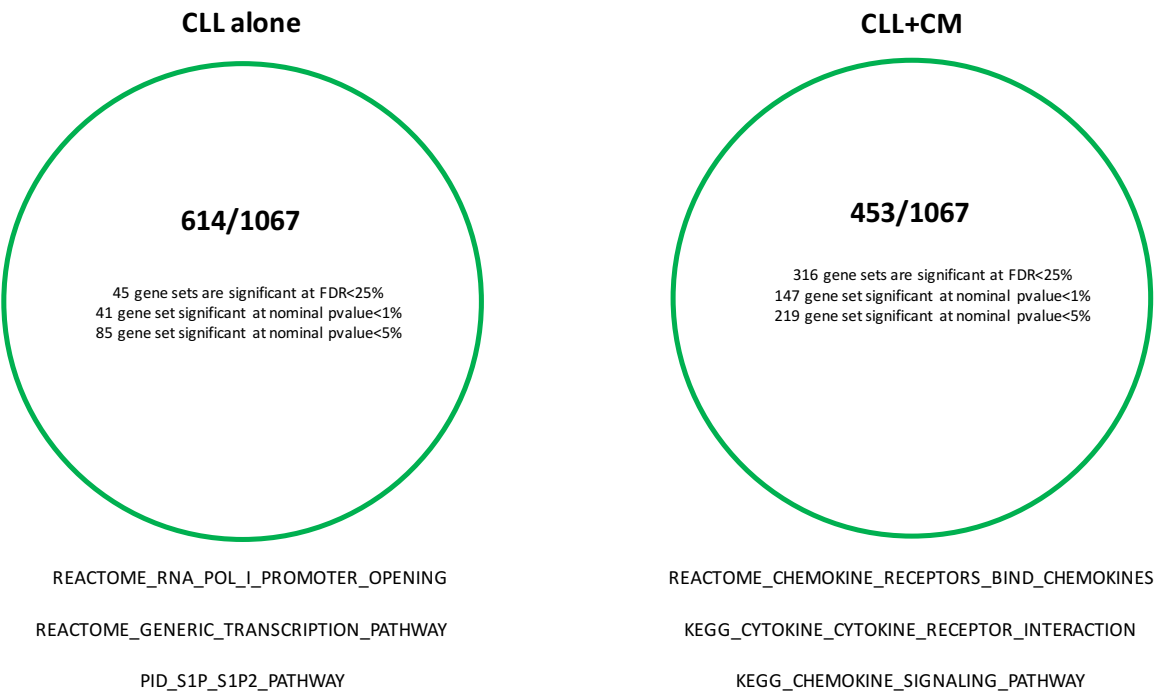 CLL alone
614/1067
45 gene sets are significant at FDR<25%
41 gene set significant at nominal pvalue<1%
85 gene set significant at nominal pvalue<5%
REACTOME_RNA_POL_I_PROMOTER_OPENING
REACTOME_GENERIC_TRANSCRIPTION_PATHWAY
PID_S1P_S1P2_PATHWAY
CLL+CM
453/1067
316 gene sets are significant at FDR<25%
147 gene set significant at nominal pvalue<1%
219 gene set significant at nominal pvalue<5%
REACTOME_CHEMOKINE_RECEPTORS_BIND_CHEMOKINES
KEGG_CYTOKINE_CYTOKINE_RECEPTOR_INTERACTION
KEGG_CHEMOKINE_SIGNALING_PATHWAY